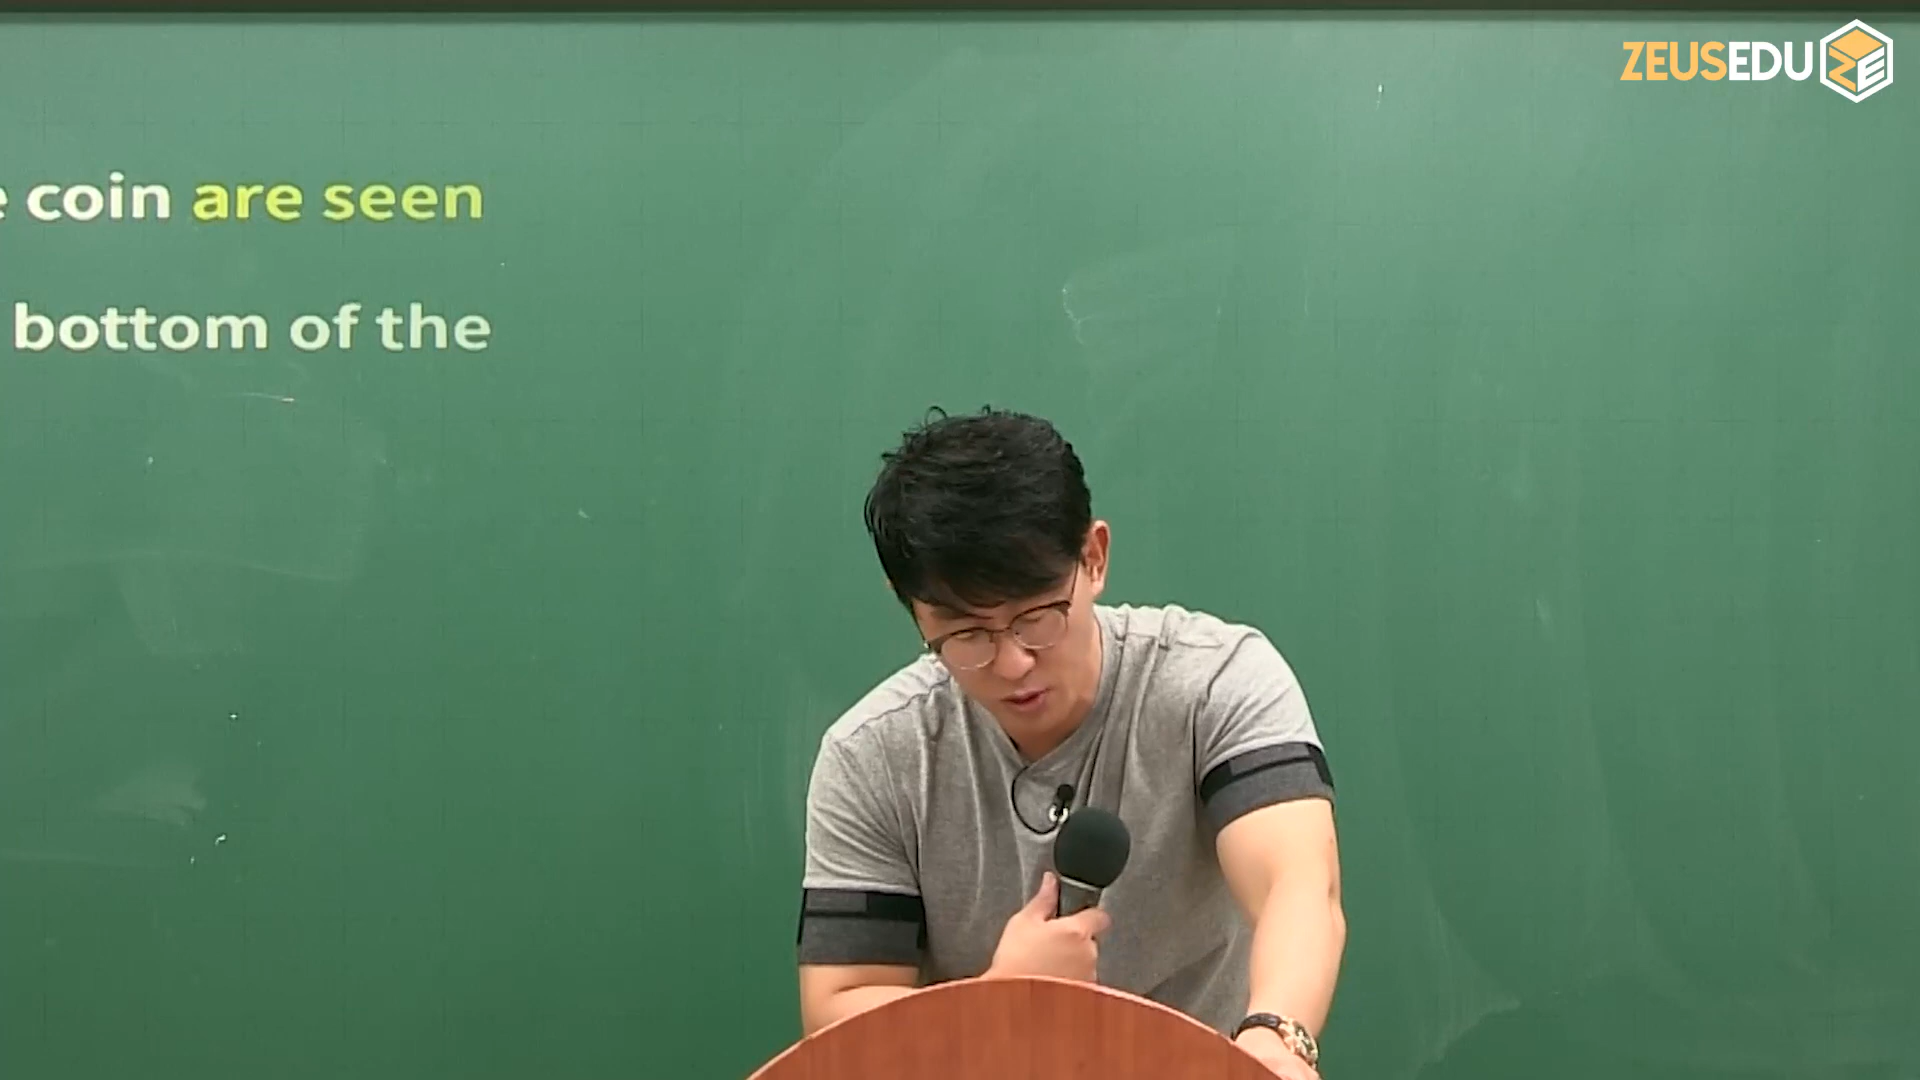 ZEUSEDU
coin are seen
bottom of the